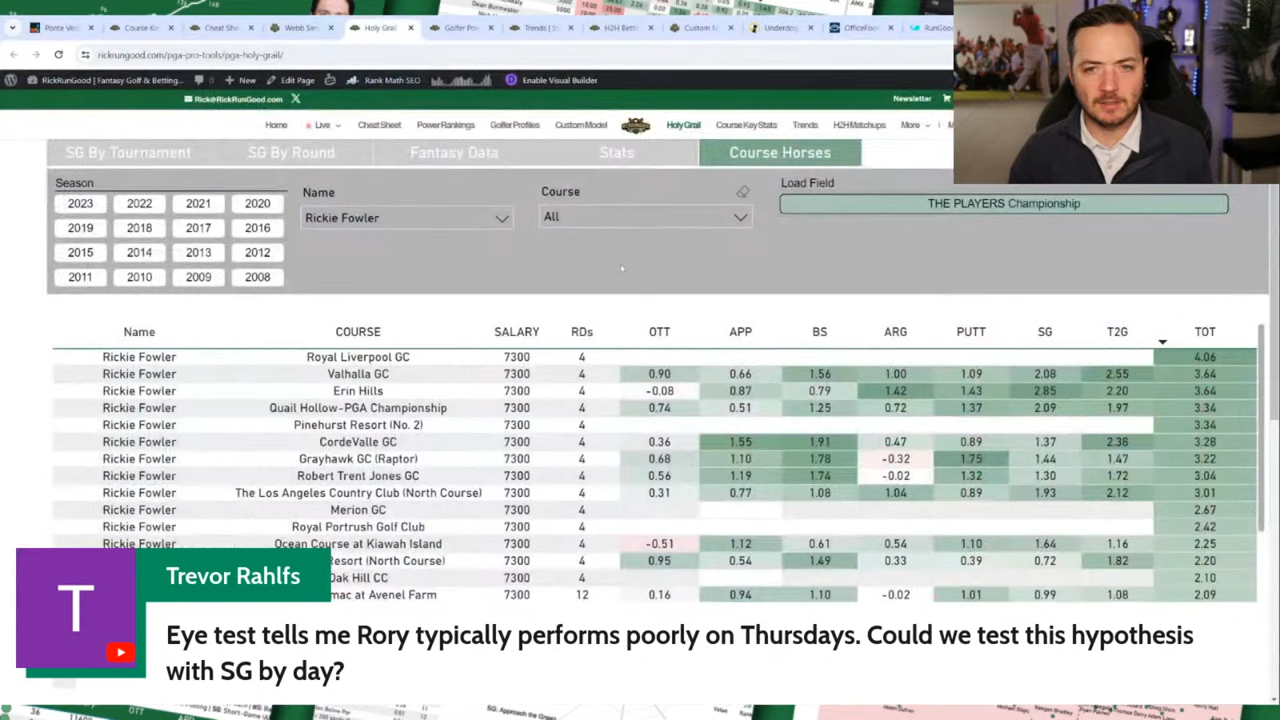 Ponte Ved
Course Ke
Cheat She
Webb Sim
Holy Grail
Golfer Po
Trends | S
H2H Betti
Custom M
Underdog
OfficeFoo
RunGood
rickrungood.com/pga-pro-tools/pga-holy-grail/
RickRunGood | Fantasy Golf & Betting...
New
Edit Page
Rank Math SEO
Enable Visual Builder
Rick@RickRunGood.com
Newsletter
Home Live Cheat Sheet Power Rankings Golfer Profiles Custom Model Holy Grail Course Key Stats Trends H2H Matchups More
SG By Tournament SG By Round Fantasy Data Stats Course Horses
Season
Name
Course
Load Field
2023 2022 2021 2020
Rickie Fowler
All
THE PLAYERS Championship
2019 2018 2017 2016
2015 2014 2013 2012
2011 2010 2009 2008
Name COURSE SALARY RDs OTT APP BS ARG PUTT SG T2G TOT
Rickie Fowler Royal Liverpool GC 7300 4 4.06
Rickie Fowler Valhalla GC 7300 4 0.90 0.66 1.56 1.00 1.09 2.08 2.55 3.64
Rickie Fowler Erin Hills 7300 4 -0.08 0.87 0.79 1.42 1.43 2.85 2.20 3.64
Rickie Fowler Quail Hollow-PGA Championship 7300 4 0.74 0.51 1.25 0.72 1.37 2.09 1.97 3.34
Rickie Fowler Pinehurst Resort (No. 2) 7300 4 3.34
Rickie Fowler CordeValle GC 7300 4 0.36 1.55 1.91 0.47 0.89 1.37 2.38 3.28
Rickie Fowler Grayhawk GC (Raptor) 7300 4 0.68 1.10 1.78 -0.32 1.75 1.44 1.47 3.22
Rickie Fowler Robert Trent Jones GC 7300 4 0.56 1.19 1.74 -0.02 1.32 1.30 1.72 3.04
Rickie Fowler The Los Angeles Country Club (North Course) 7300 4 0.31 0.77 1.08 1.04 0.89 1.93 2.12 3.01
Rickie Fowler Merion GC 7300 4 2.67
Rickie Fowler Royal Portrush Golf Club 7300 4 2.42
Rickie Fowler Ocean Course at Kiawah Island 7300 4 -0.51 1.12 0.61 0.54 1.10 1.64 1.16 2.25
Resort (North Course) 7300 4 0.95 0.54 1.49 0.33 0.39 0.72 1.82 2.20
Oak Hill CC 7300 4 2.10
mac at Avenel Farm 7300 12 0.16 0.94 1.10 -0.02 1.01 0.99 1.08 2.09
T
Trevor Rahlfs
Eye test tells me Rory typically performs poorly on Thursdays. Could we test this hypothesis
with SG by day?